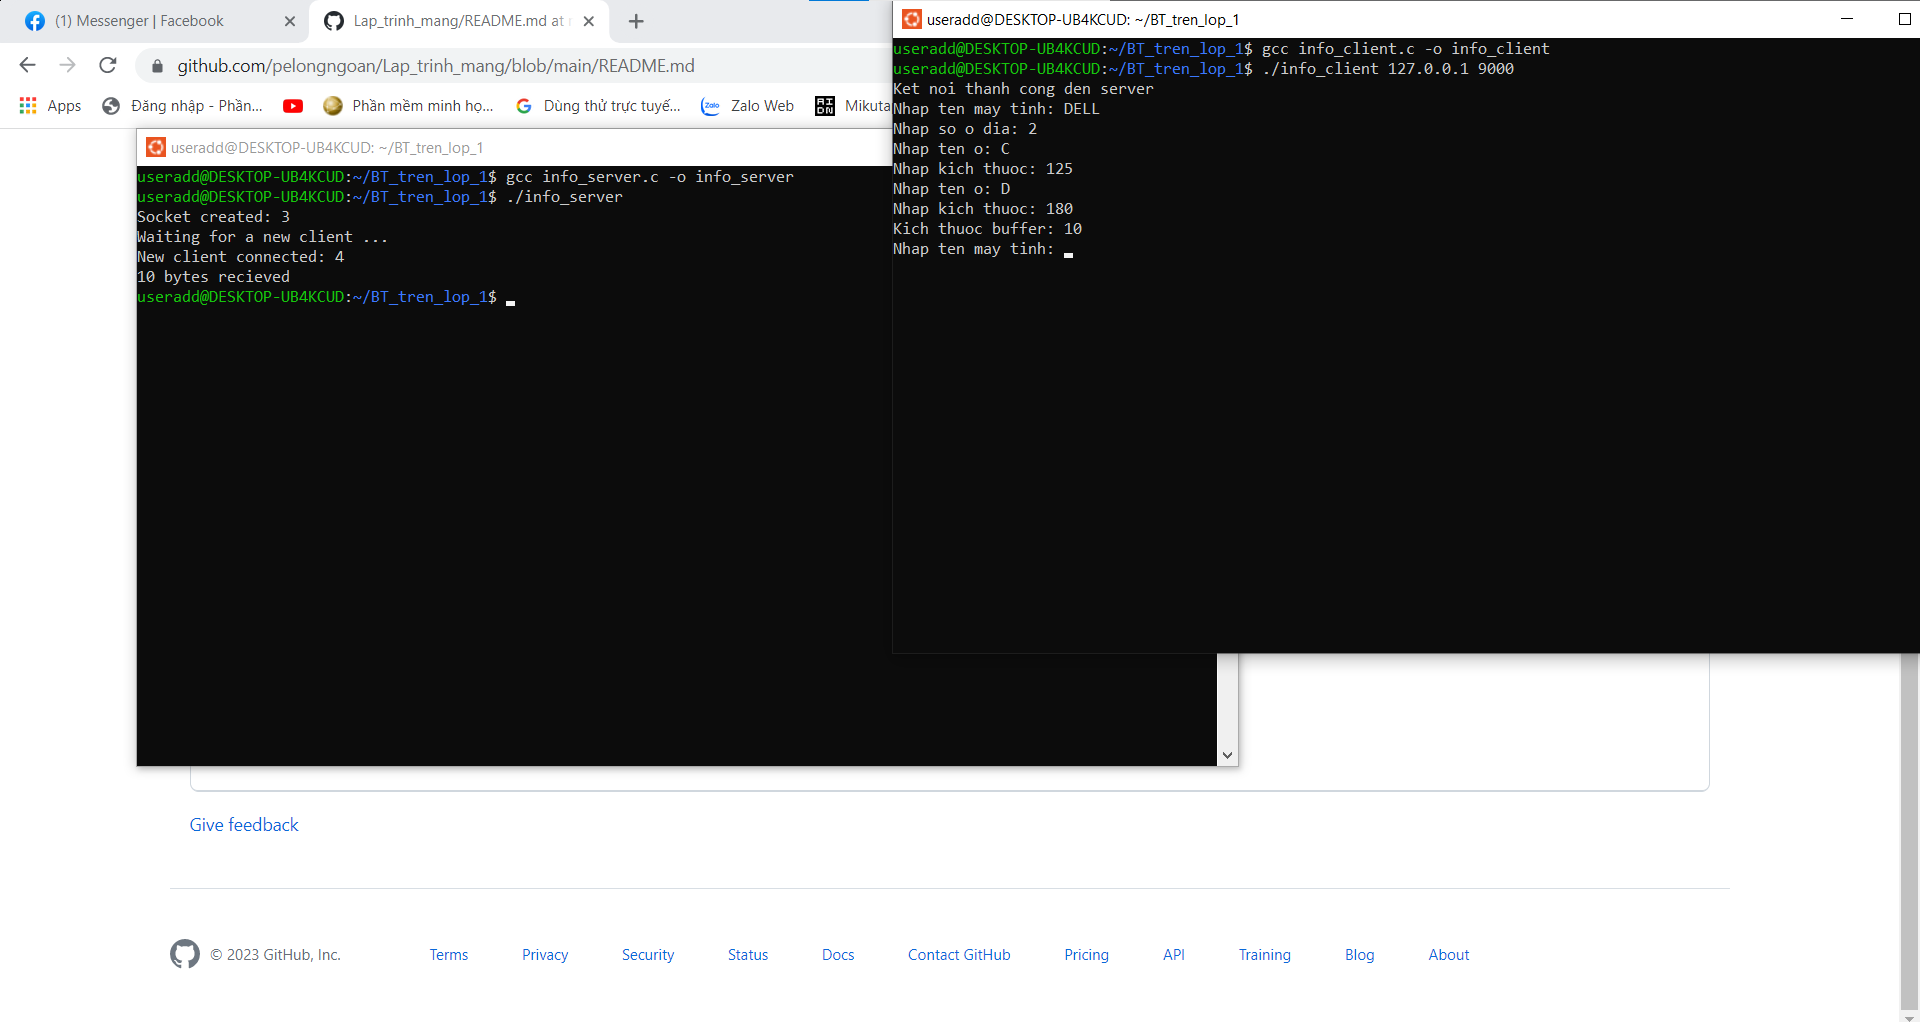 (1) Messenger | Facebook
Lap_trinh_mang/README.md at
github.com/pelongngoan/Lap_trinh_mang/blob/main/README.md
Apps
Đăng nhập - Phần...
Phần mềm minh họ...
Dùng thử trực tuyế...
Zalo
Zalo Web
AI
DN
Mikuta
useradd@DESKTOP-UB4KCUD: ~/BT_tren_lop_1
useradd@DESKTOP-UB4KCUD:~/BT_tren_lop_1$ gcc info_server.c -o info_server
useradd@DESKTOP-UB4KCUD:~/BT_tren_lop_1$ ./info_server
Socket created: 3
Waiting for a new client ...
New client connected: 4
10 bytes recieved
useradd@DESKTOP-UB4KCUD:~/BT_tren_lop_1$
useradd@DESKTOP-UB4KCUD: ~/BT_tren_lop_1
useradd@DESKTOP-UB4KCUD:~/BT_tren_lop_1$ gcc info_client.c -o info_client
useradd@DESKTOP-UB4KCUD:~/BT_tren_lop_1$ ./info_client 127.0.0.1 9000
Ket noi thanh cong den server
Nhap ten may tinh: DELL
Nhap so o dia: 2
Nhap ten o: C
Nhap kich thuoc: 125
Nhap ten o: D
Nhap kich thuoc: 180
Kich thuoc buffer: 10
Nhap ten may tinh:
Give feedback
© 2023 GitHub, Inc.
Terms
Privacy
Security
Status
Docs
Contact GitHub
Pricing
API
Training
Blog
About